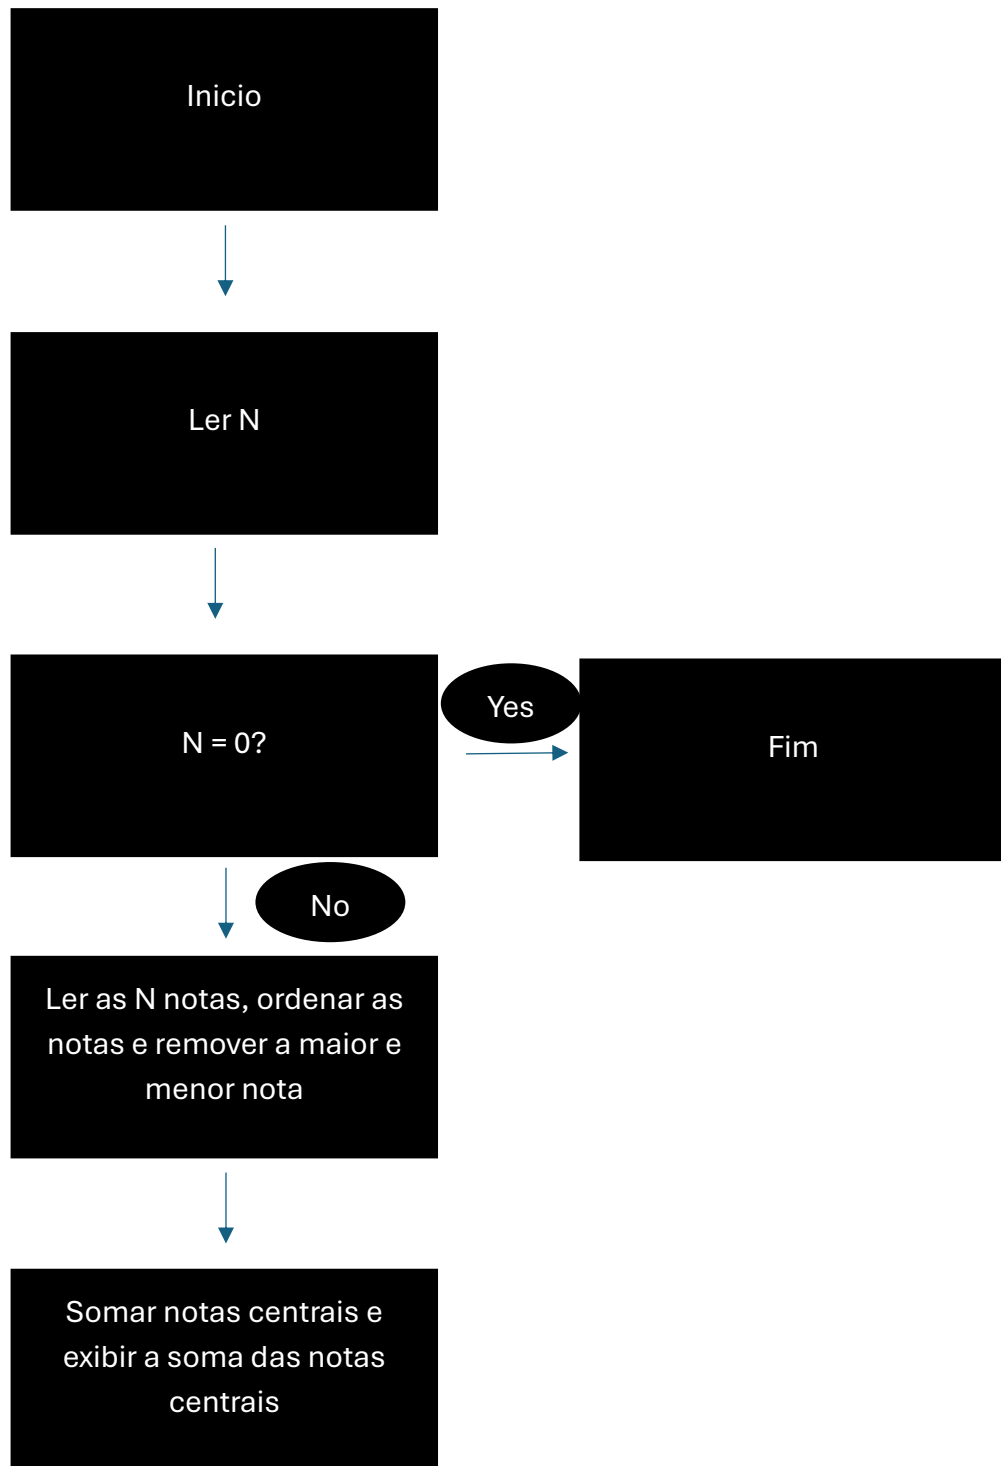 Inicio
Ler N
N = 0?
Yes
Fim
No
Ler as N notas, ordenar as
notas e remover a maior e
menor nota
Somar notas centrais e
exibir a soma das notas
centrais